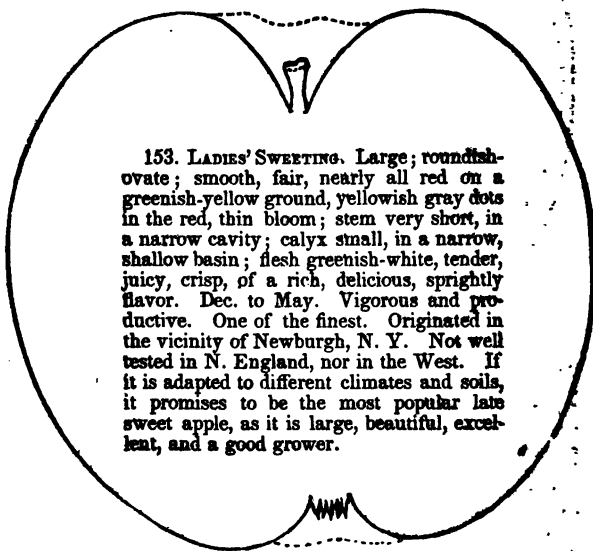 153. LADIES' SWEETING. Large; roundish-
ovate; smooth, fair, nearly all red on a
greenish-yellow ground, yellowish gray dots
in the red, thin bloom; stem very short, in
a narrow cavity; calyx small, in a narrow,
shallow basin; flesh greenish-white, tender,
juicy, crisp, of a rich, delicious, sprightly
flavor. Dec. to May. Vigorous and pro-
ductive. One of the finest. Originated in
the vicinity of Newburgh, N. Y. Not well
tested in N. England, nor in the West. If
it is adapted to different climates and soils,
it promises to be the most popular late
sweet apple, as it is large, beautiful, excel-
lent, and a good grower.